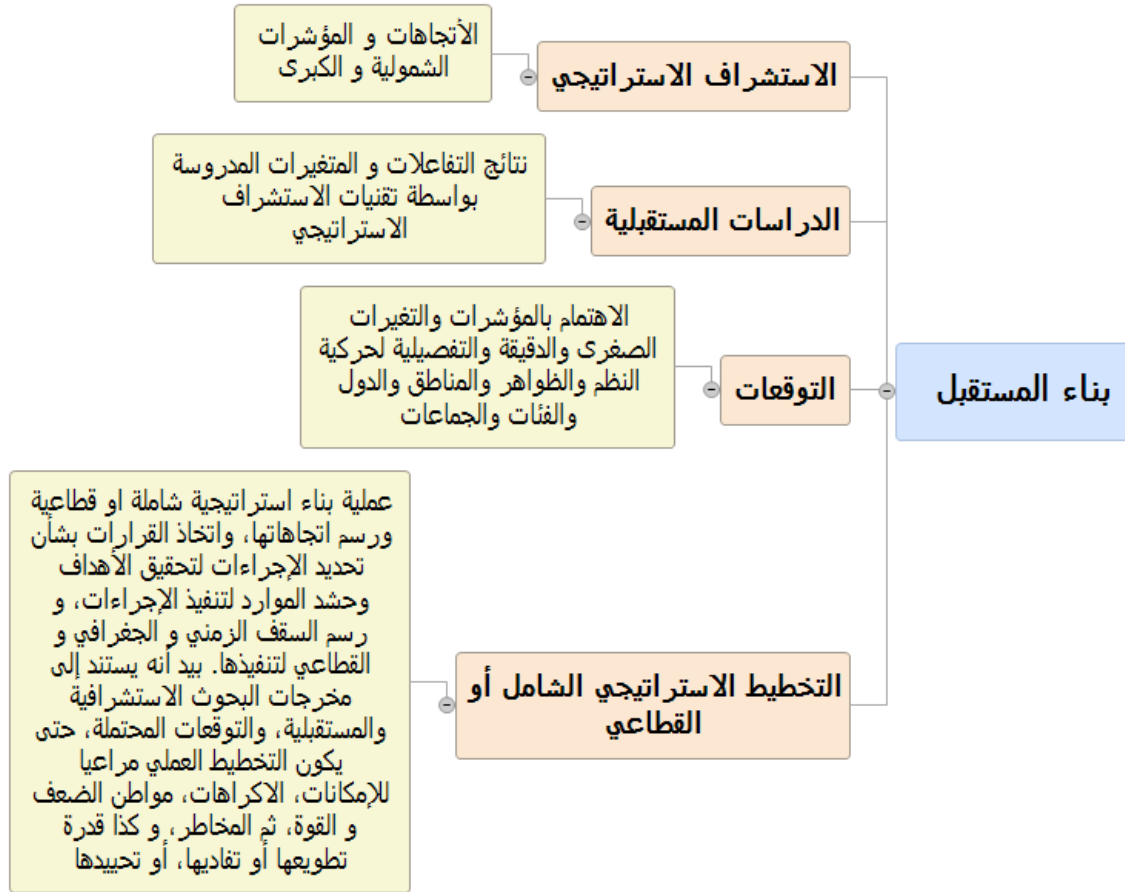 بناء المستقبل
الاستشراف الاستراتيجي
الأتجاهات و المؤشرات
الشمولية و الكبرى
الدراسات المستقبلية
نتائج التفاعلات و المتغيرات المدروسة
بواسطة تقنيات الاستشراف
الاستراتيجي
التوقعات
الاهتمام بالمؤشرات والتغيرات
الصغرى والدقيقة والتفصيلية لحركية
النظم والظواهر والمناطق والدول
والفئات والجماعات
التخطيط الاستراتيجي الشامل أو
القطاعي
عملية بناء استراتيجية شاملة او قطاعية
ورسم اتجاهاتها، واتخاذ القرارات بشأن
تحديد الإجراءات لتحقيق الأهداف
وحشد الموارد لتنفيذ الإجراءات، و
رسم السقف الزمني و الجغرافي و
القطاعي لتنفيذها. بيد أنه يستند إلى
مخرجات البحوث الاستشرافية
والمستقبلية، والتوقعات المحتملة، حتى
يكون التخطيط العملي مراعيا
للإمكانات، الاكراهات، مواطن الضعف
و القوة، ثم المخاطر، و كذا قدرة
تطويعها أو تفاديها، أو تحييدها